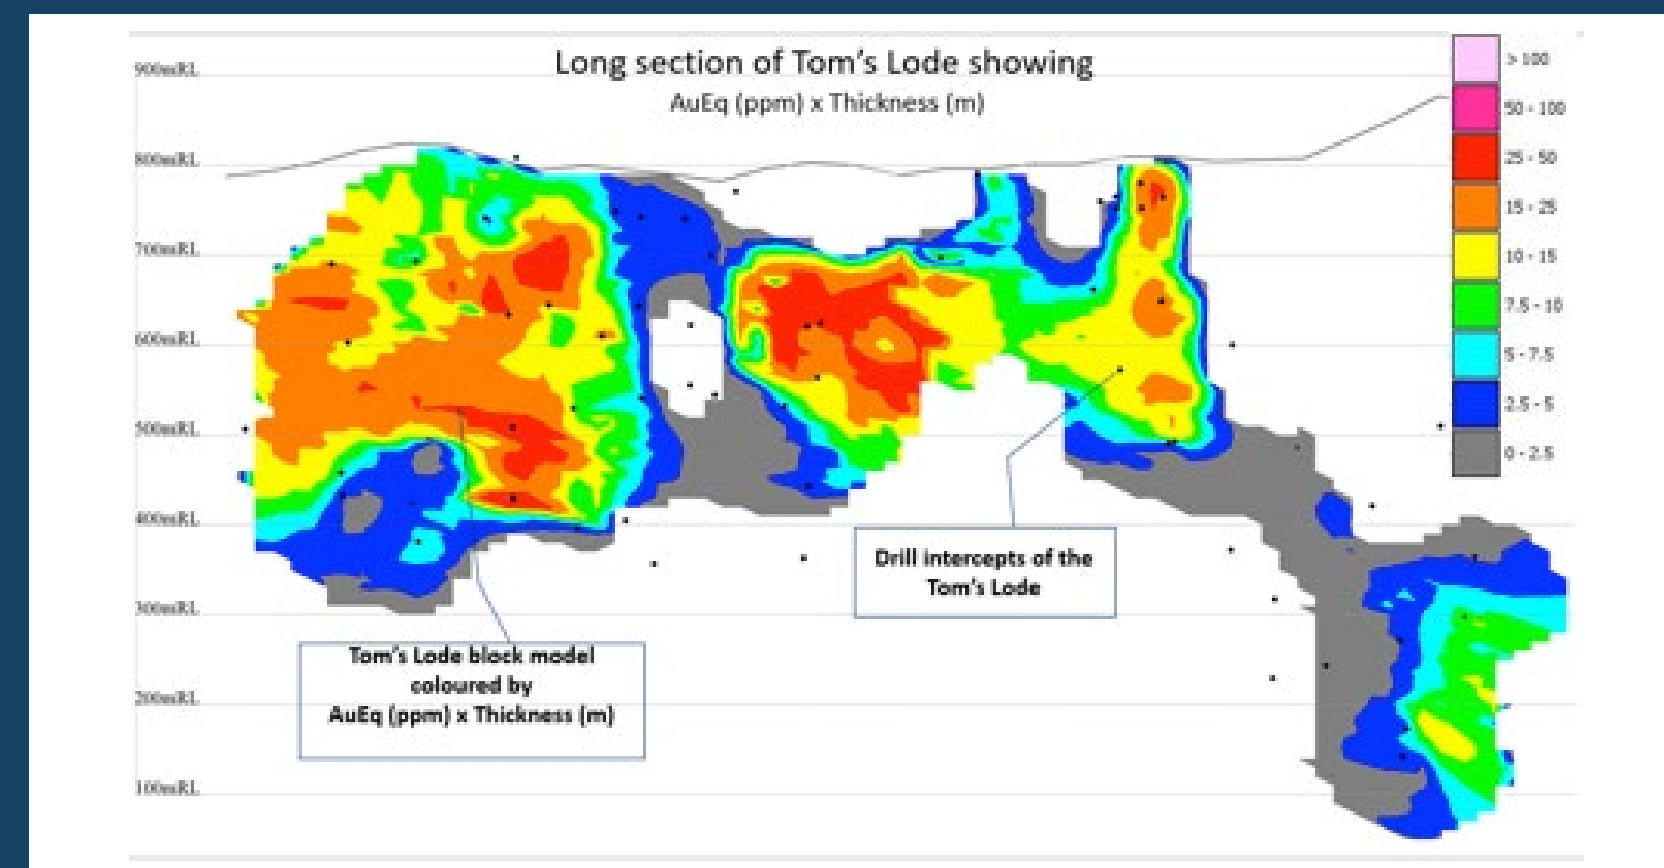 Long section of Tom's Lode showing
AuEq (ppm) x Thickness (m)
900mRL
800mRL
700mRL
600mRL
500mRL
400mRL
300mRL
200mRL
100mRL
> 100
50 - 100
25 - 50
15 - 25
10 - 15
7.5 - 10
5 - 7.5
2.5 - 5
0 - 2.5
Drill intercepts of the
Tom's Lode
Tom's Lode block model
coloured by
AuEq (ppm) x Thickness (m)